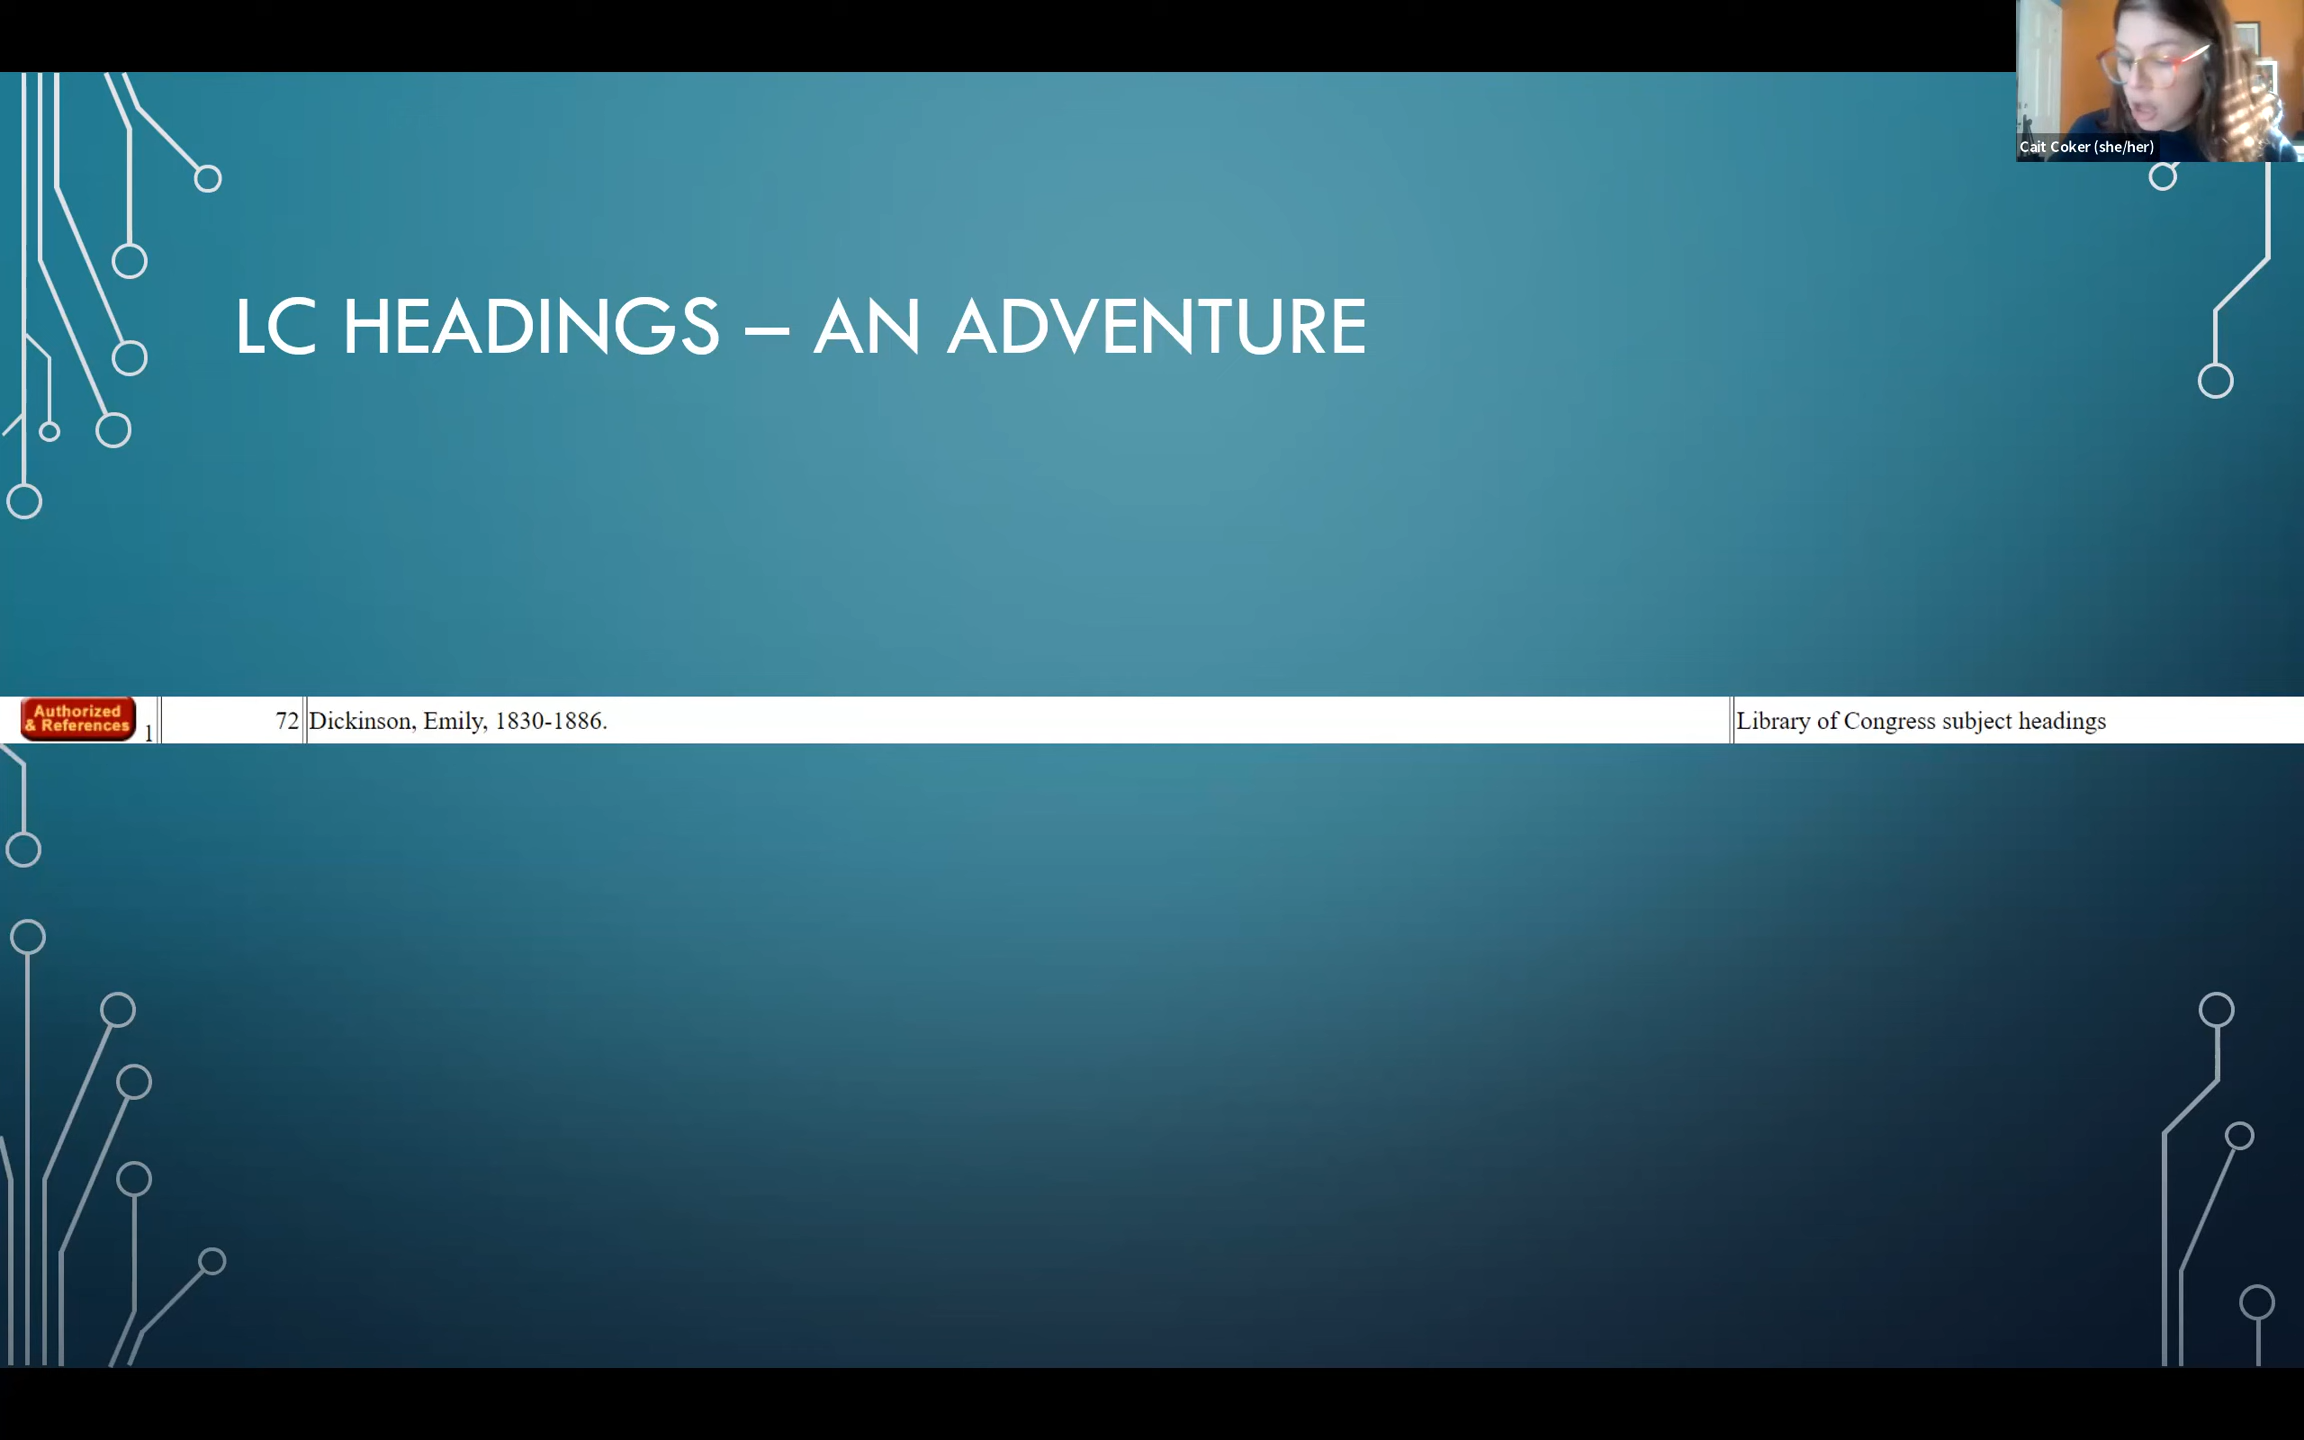 Cait Coker (she/her)
LC HEADINGS – AN ADVENTURE
Authorized
& References
1
72
Dickinson, Emily, 1830-1886.
Library of Congress subject headings